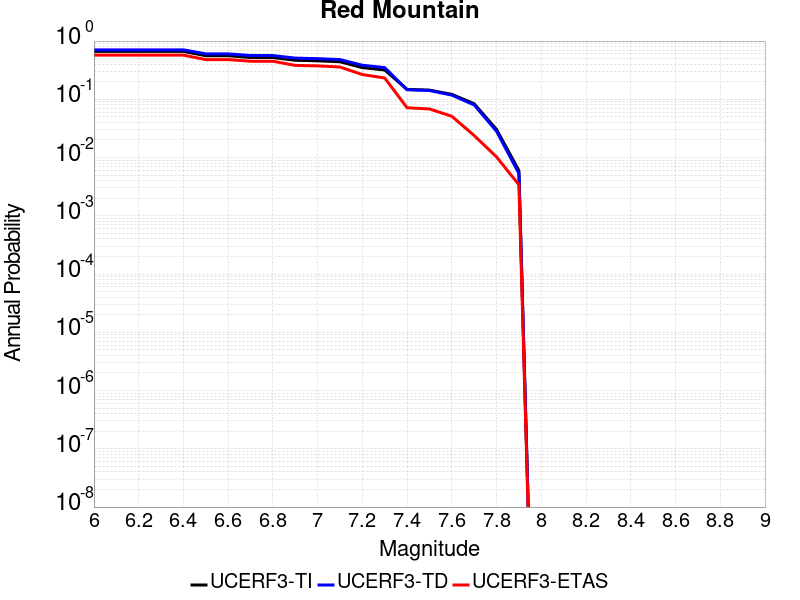 Red Mountain
10^0
10^-1
10^-2
10^-3
10^-4
10^-5
10^-6
10^-7
10^-8
Annual Probability
6 6.2 6.4 6.6 6.8 7 7.2 7.4 7.6 7.8 8 8.2 8.4 8.6 8.8 9
Magnitude
UCERF3-TI UCERF3-TD UCERF3-ETAS